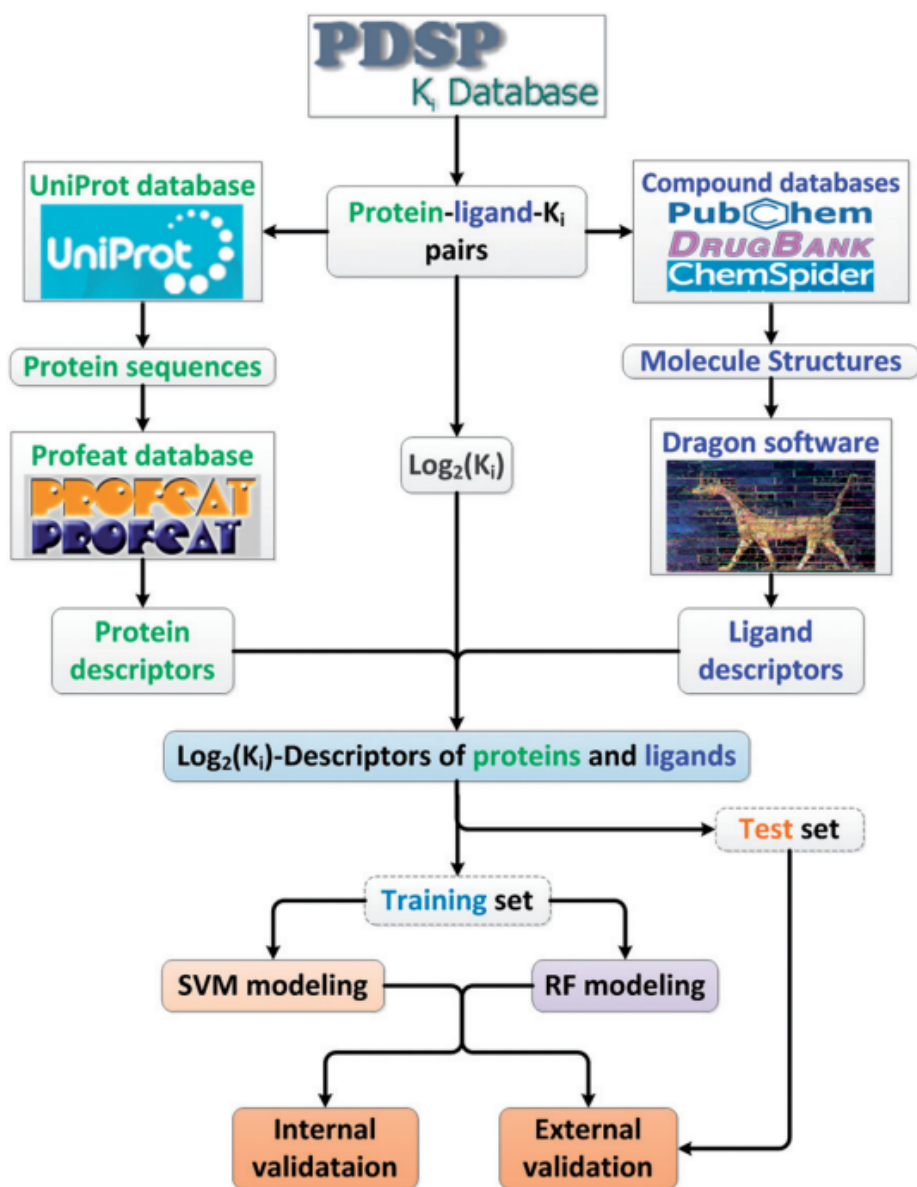 PDSP
Ki Database
UniProt database
UniProt
Protein-ligand-Ki
pairs
Compound databases
PubChem
DRUGBANK
ChemSpider
Protein sequences
Molecule Structures
Profeat database
PROFEAT
PROFEAT
Log2(Ki)
Dragon software
Protein
descriptors
Ligand
descriptors
Log2(Ki)-Descriptors of proteins and ligands
Test set
Training set
SVM modeling
RF modeling
Internal
validataion
External
validation